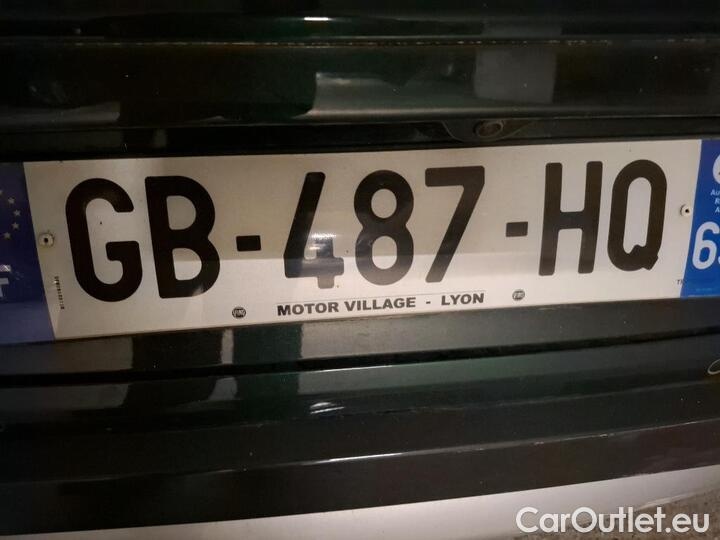 GB-487-HQ
MOTOR VILLAGE - LYON
CarOutlet.eu